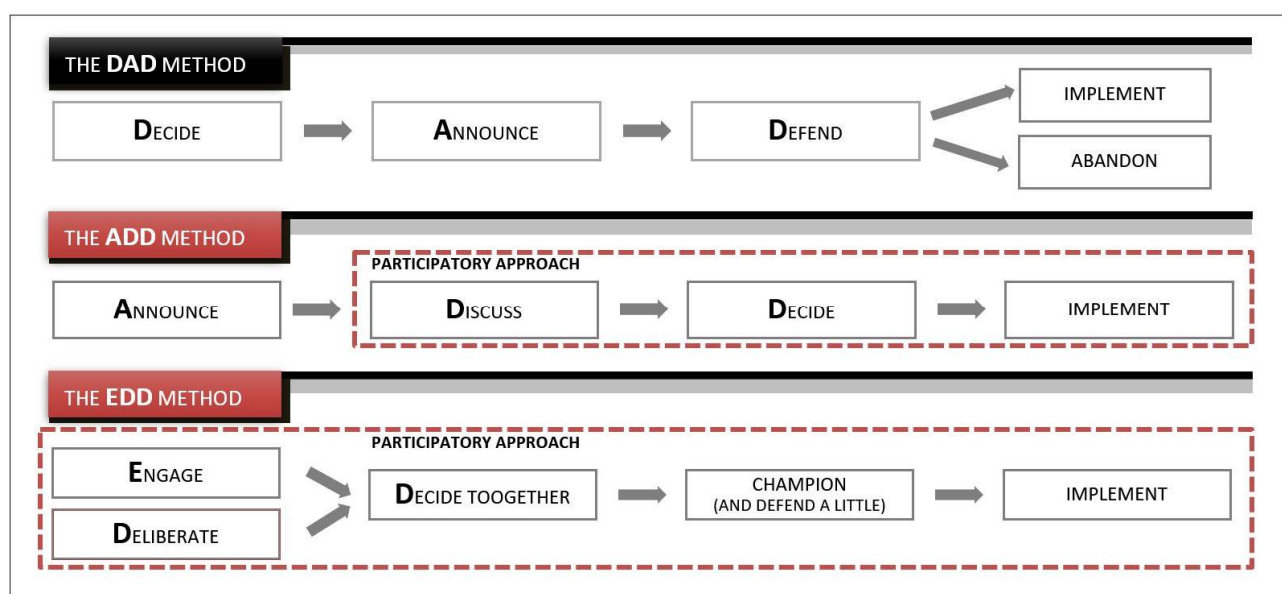 THE DAD METHOD
DECIDE
ANNOUNCE
DEFEND
IMPLEMENT
ABANDON
THE ADD METHOD
PARTICIPATORY APPROACH
ANNOUNCE
DISCUSS
DECIDE
IMPLEMENT
THE EDD METHOD
PARTICIPATORY APPROACH
ENGAGE
DELIBERATE
DECIDE TOOGETHER
CHAMPION
(AND DEFEND A LITTLE)
IMPLEMENT